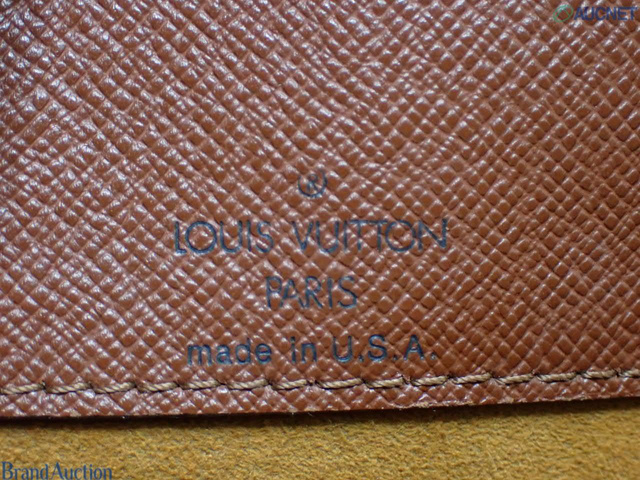 AUCNET
®
LOUIS VUITTON
PARIS
made in U.S.A.
BrandAuction